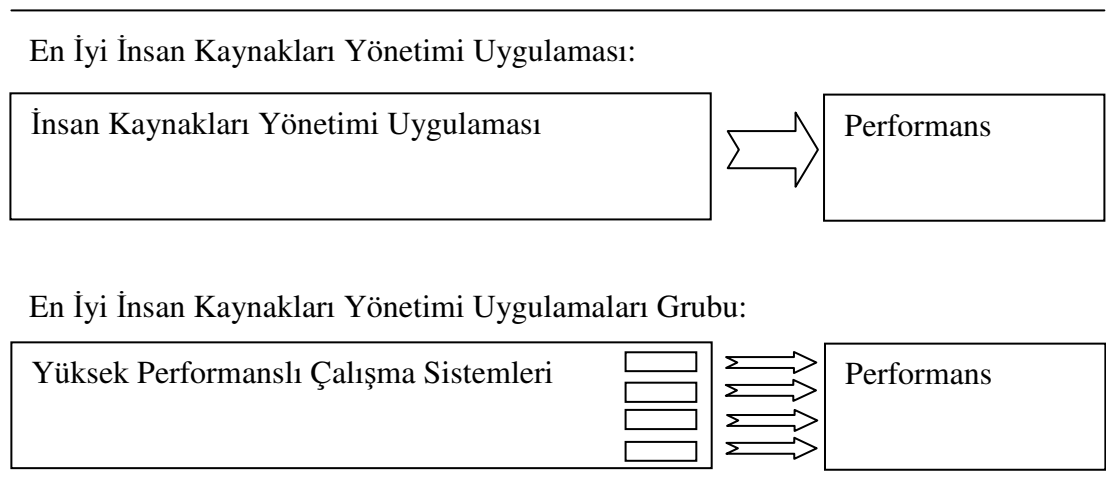 En İyi İnsan Kaynakları Yönetimi Uygulaması:
İnsan Kaynakları Yönetimi Uygulaması
Performans
En İyi İnsan Kaynakları Yönetimi Uygulamaları Grubu:
Yüksek Performanslı Çalışma Sistemleri
Performans